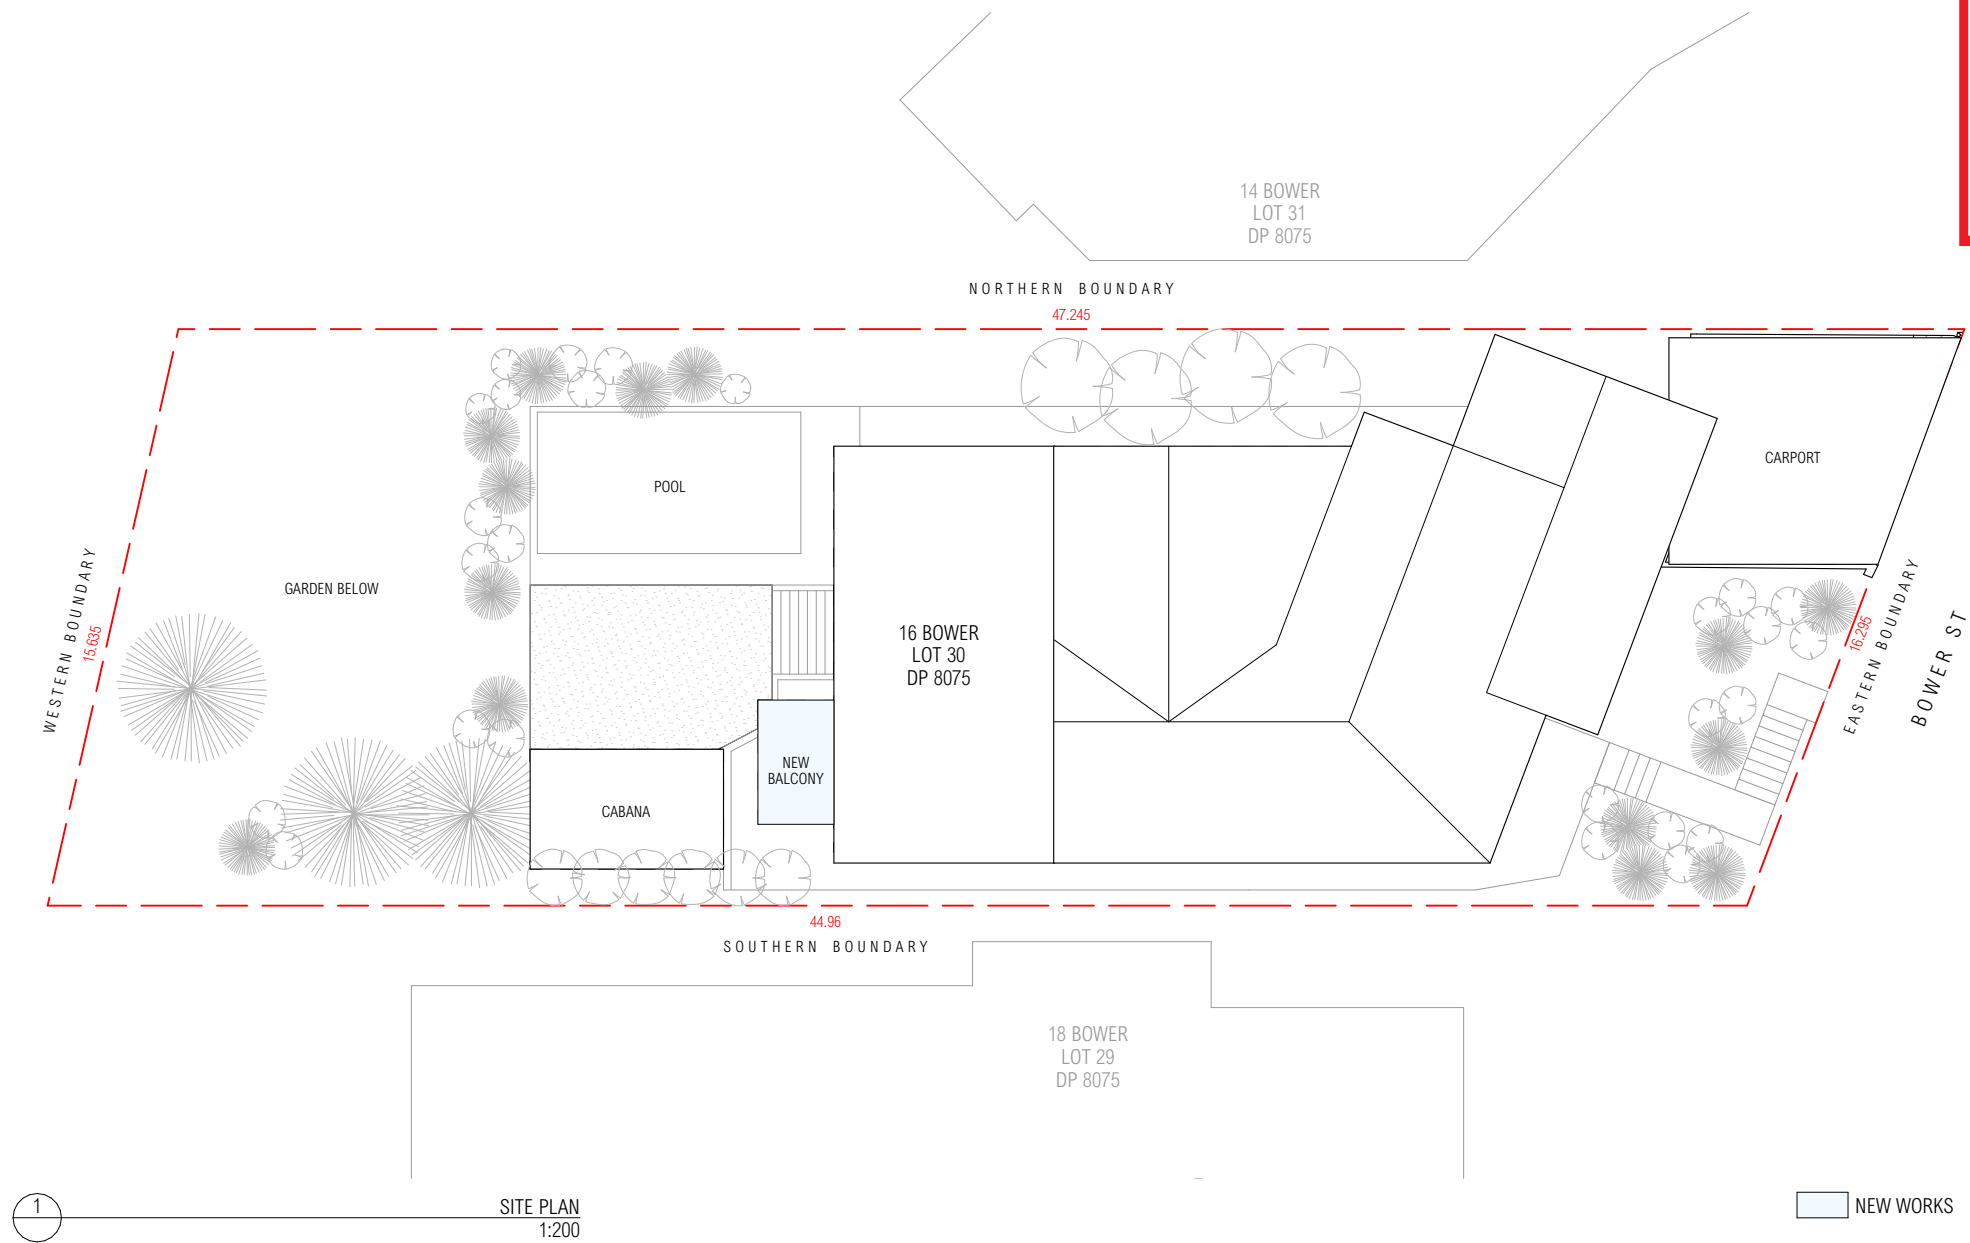 14 BOWER
LOT 31
DP 8075
NORTHERN BOUNDARY
47.245
CARPORT
POOL
GARDEN BELOW
WESTERN BOUNDARY
15.635
16 BOWER
LOT 30
DP 8075
16.295
EASTERN BOUNDARY
BOWER ST
NEW
BALCONY
CABANA
44.96
SOUTHERN BOUNDARY
18 BOWER
LOT 29
DP 8075
1
SITE PLAN
1:200
NEW WORKS